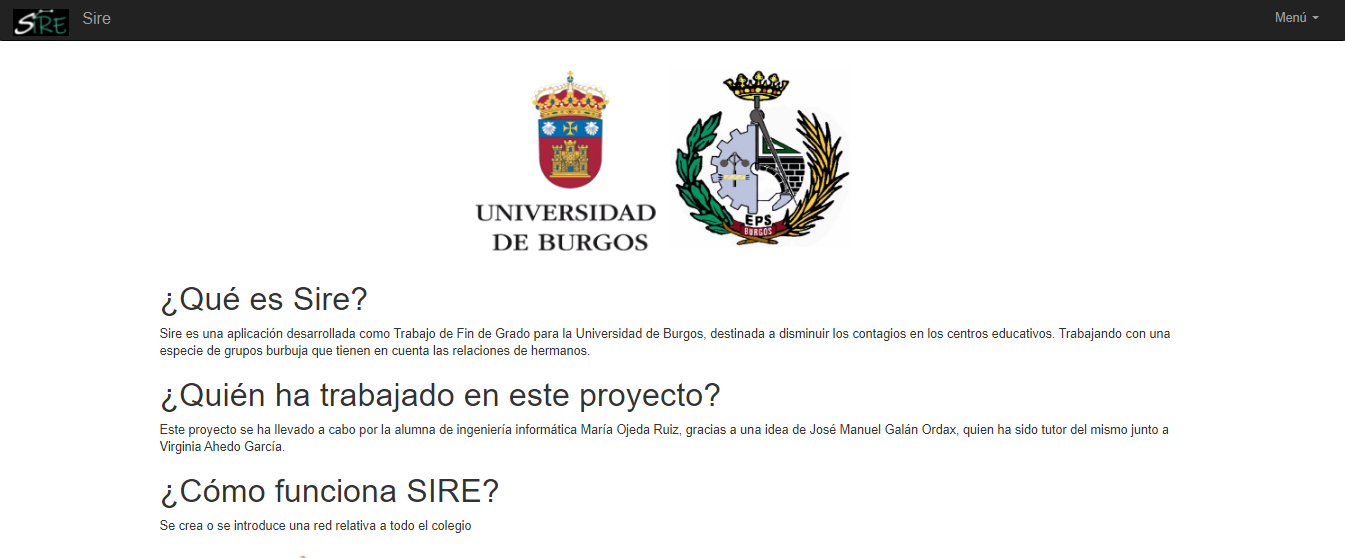 SiRE Sire Menú
UNIVERSIDAD
DE BURGOS
EPS
BURGOS
¿Qué es Sire?
Sire es una aplicación desarrollada como Trabajo de Fin de Grado para la Universidad de Burgos, destinada a disminuir los contagios en los centros educativos. Trabajando con una
especie de grupos burbuja que tienen en cuenta las relaciones de hermanos.
¿Quién ha trabajado en este proyecto?
Este proyecto se ha llevado a cabo por la alumna de ingeniería informática María Ojeda Ruiz, gracias a una idea de José Manuel Galán Ordax, quien ha sido tutor del mismo junto a
Virginia Ahedo García.
¿Cómo funciona SIRE?
Se crea o se introduce una red relativa a todo el colegio